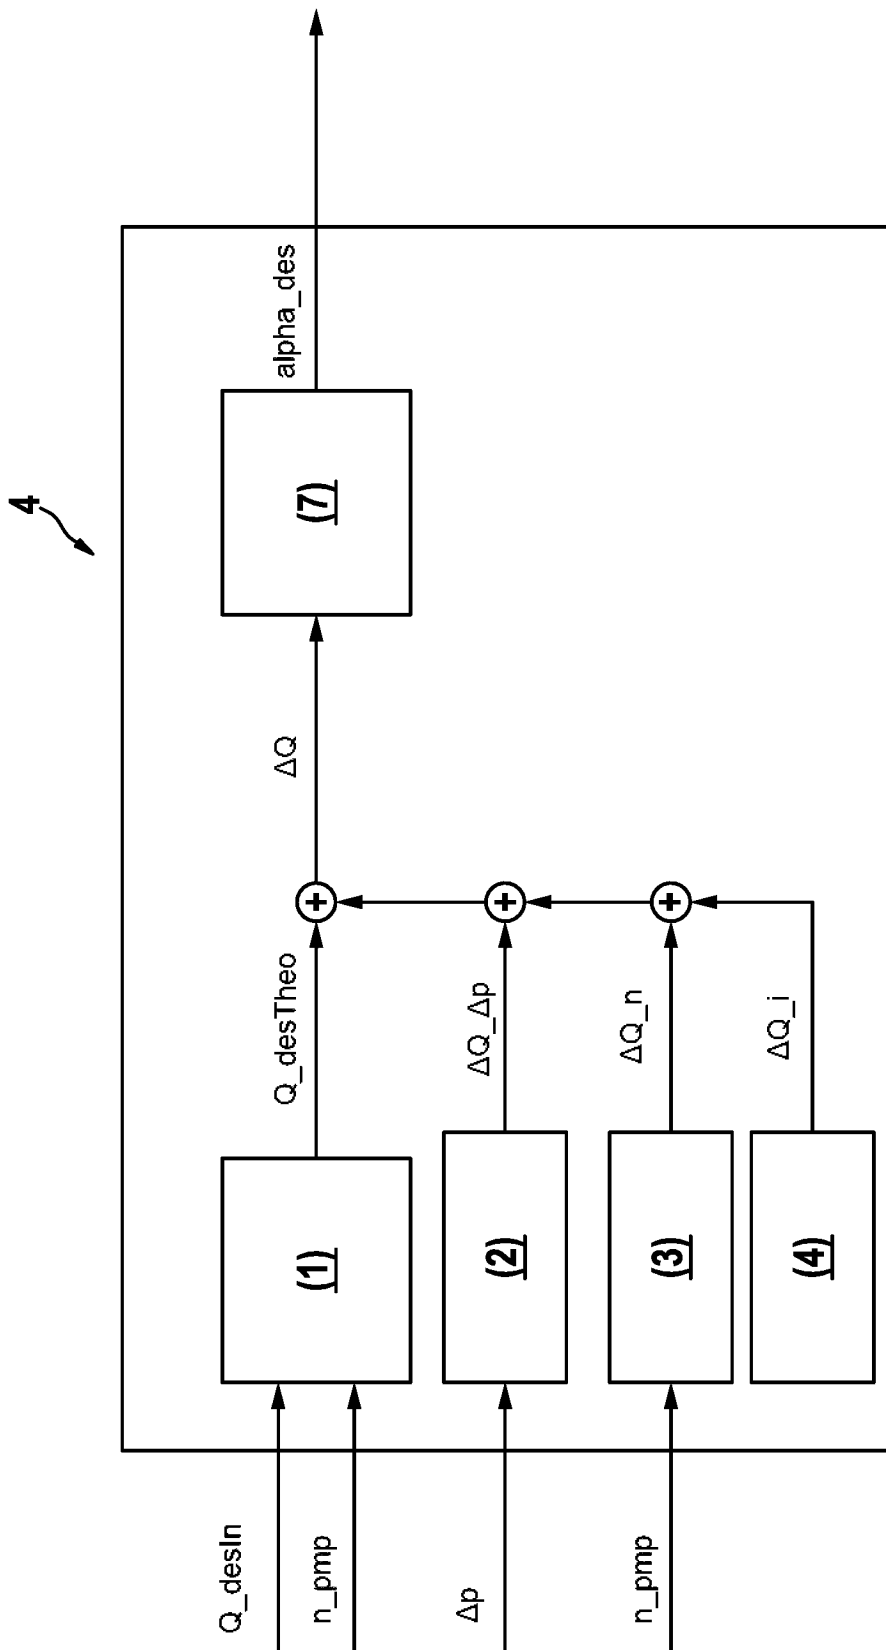 4
Q_desIn
n_pmp
(1)
Q_desTheo
+
ΔQ
(7)
alpha_des
Δp
(2)
ΔQ_Δp
+
n_pmp
(3)
ΔQ_n
+
(4)
ΔQ_i